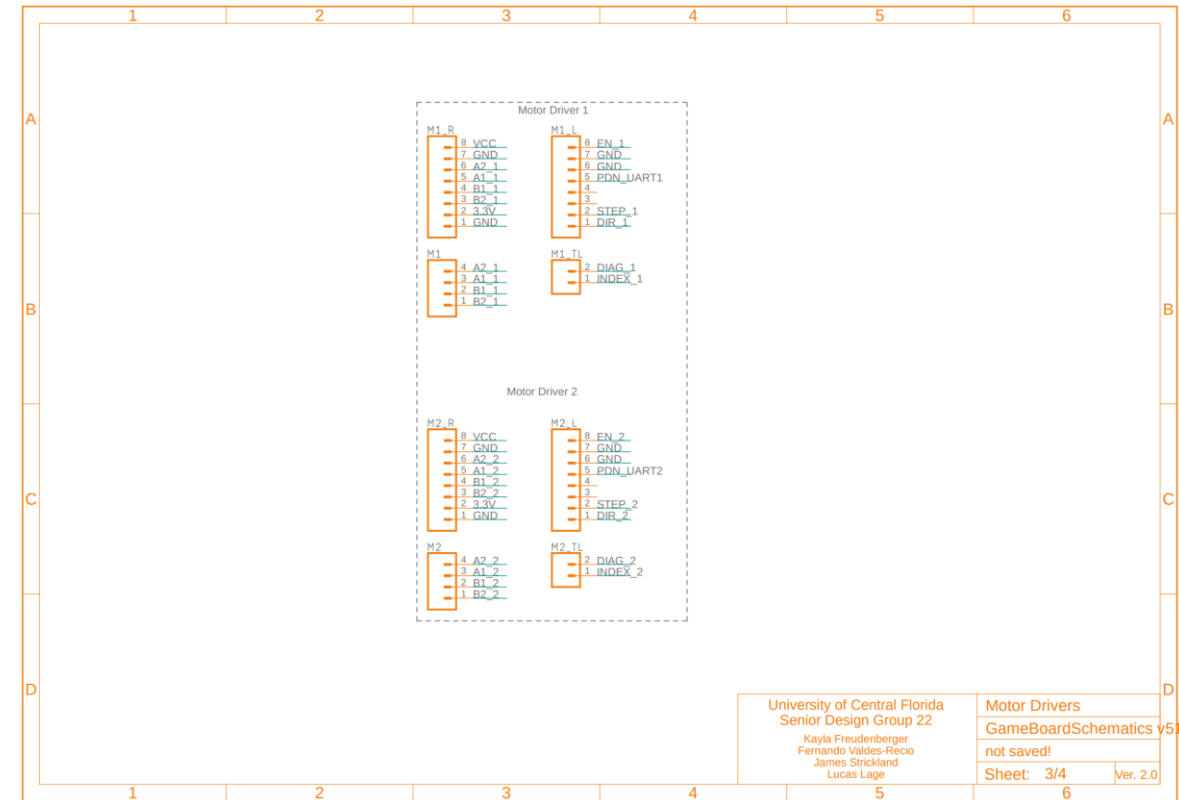 1 2 3 4 5 6
A A
B B
C C
D D
Motor Driver 1
M1_R
8 VCC
7 GND
6 A2_1
5 A1_1
4 B1_1
3 B2_1
2 3.3V
1 GND
M1_L
8 EN_1
7 GND
6 GND
5 PDN_UART1
4
3
2 STEP_1
1 DIR_1
M1
4 A2_1
3 A1_1
2 B1_1
1 B2_1
M1_TL
2 DIAG_1
1 INDEX_1
Motor Driver 2
M2_R
8 VCC
7 GND
6 A2_2
5 A1_2
4 B1_2
3 B2_2
2 3.3V
1 GND
M2_L
8 EN_2
7 GND
6 GND
5 PDN_UART2
4
3
2 STEP_2
1 DIR_2
M2
4 A2_2
3 A1_2
2 B1_2
1 B2_2
M2_TL
2 DIAG_2
1 INDEX_2
University of Central Florida
Senior Design Group 22
Kayla Freudenberger
Fernando Valdes-Recio
James Strickland
Lucas Lage
Motor Drivers
GameBoardSchematics v51
not saved!
Sheet: 3/4 Ver. 2.0
1 2 3 4 5 6